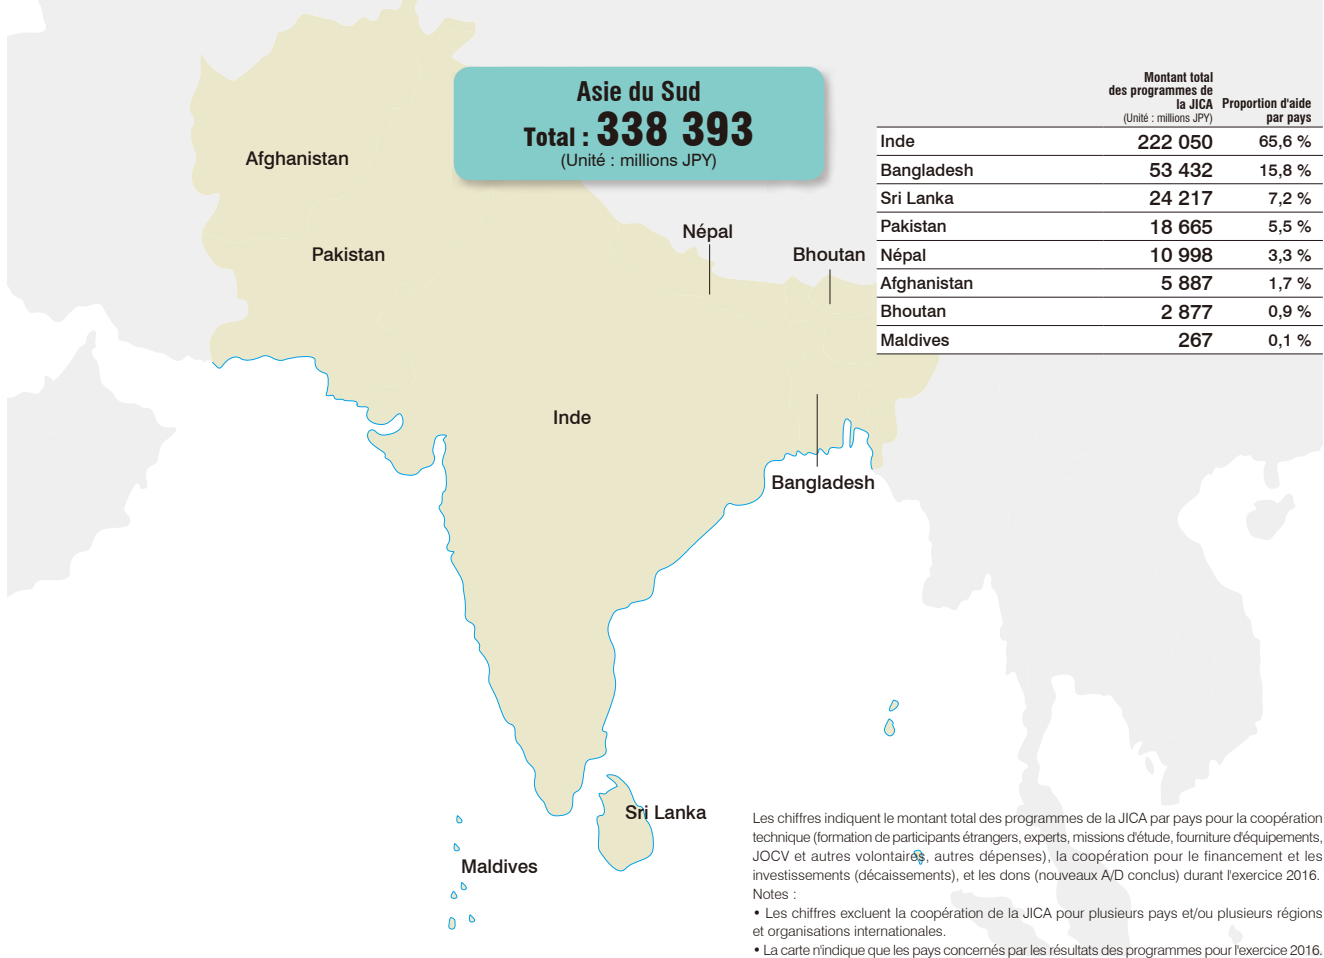 Asie du Sud
Total : 338 393
(Unité : millions JPY)
Montant total
des programmes de
la JICA
(Unité : millions JPY)
Proportion d'aide
par pays
Inde 222 050 65,6 %
Bangladesh 53 432 15,8 %
Sri Lanka 24 217 7,2 %
Pakistan 18 665 5,5 %
Népal 10 998 3,3 %
Afghanistan 5 887 1,7 %
Bhoutan 2 877 0,9 %
Maldives 267 0,1 %
Afghanistan
Pakistan
Népal
Bhoutan
Inde
Bangladesh
Sri Lanka
Maldives
Les chiffres indiquent le montant total des programmes de la JICA par pays pour la coopération
technique (formation de participants étrangers, experts, missions d'étude, fourniture d'équipements,
JOCV et autres volontaires, autres dépenses), la coopération pour le financement et les
investissements (décaissements), et les dons (nouveaux A/D conclus) durant l'exercice 2016.
Notes :
• Les chiffres excluent la coopération de la JICA pour plusieurs pays et/ou plusieurs régions
et organisations internationales.
• La carte n'indique que les pays concernés par les résultats des programmes pour l'exercice 2016.